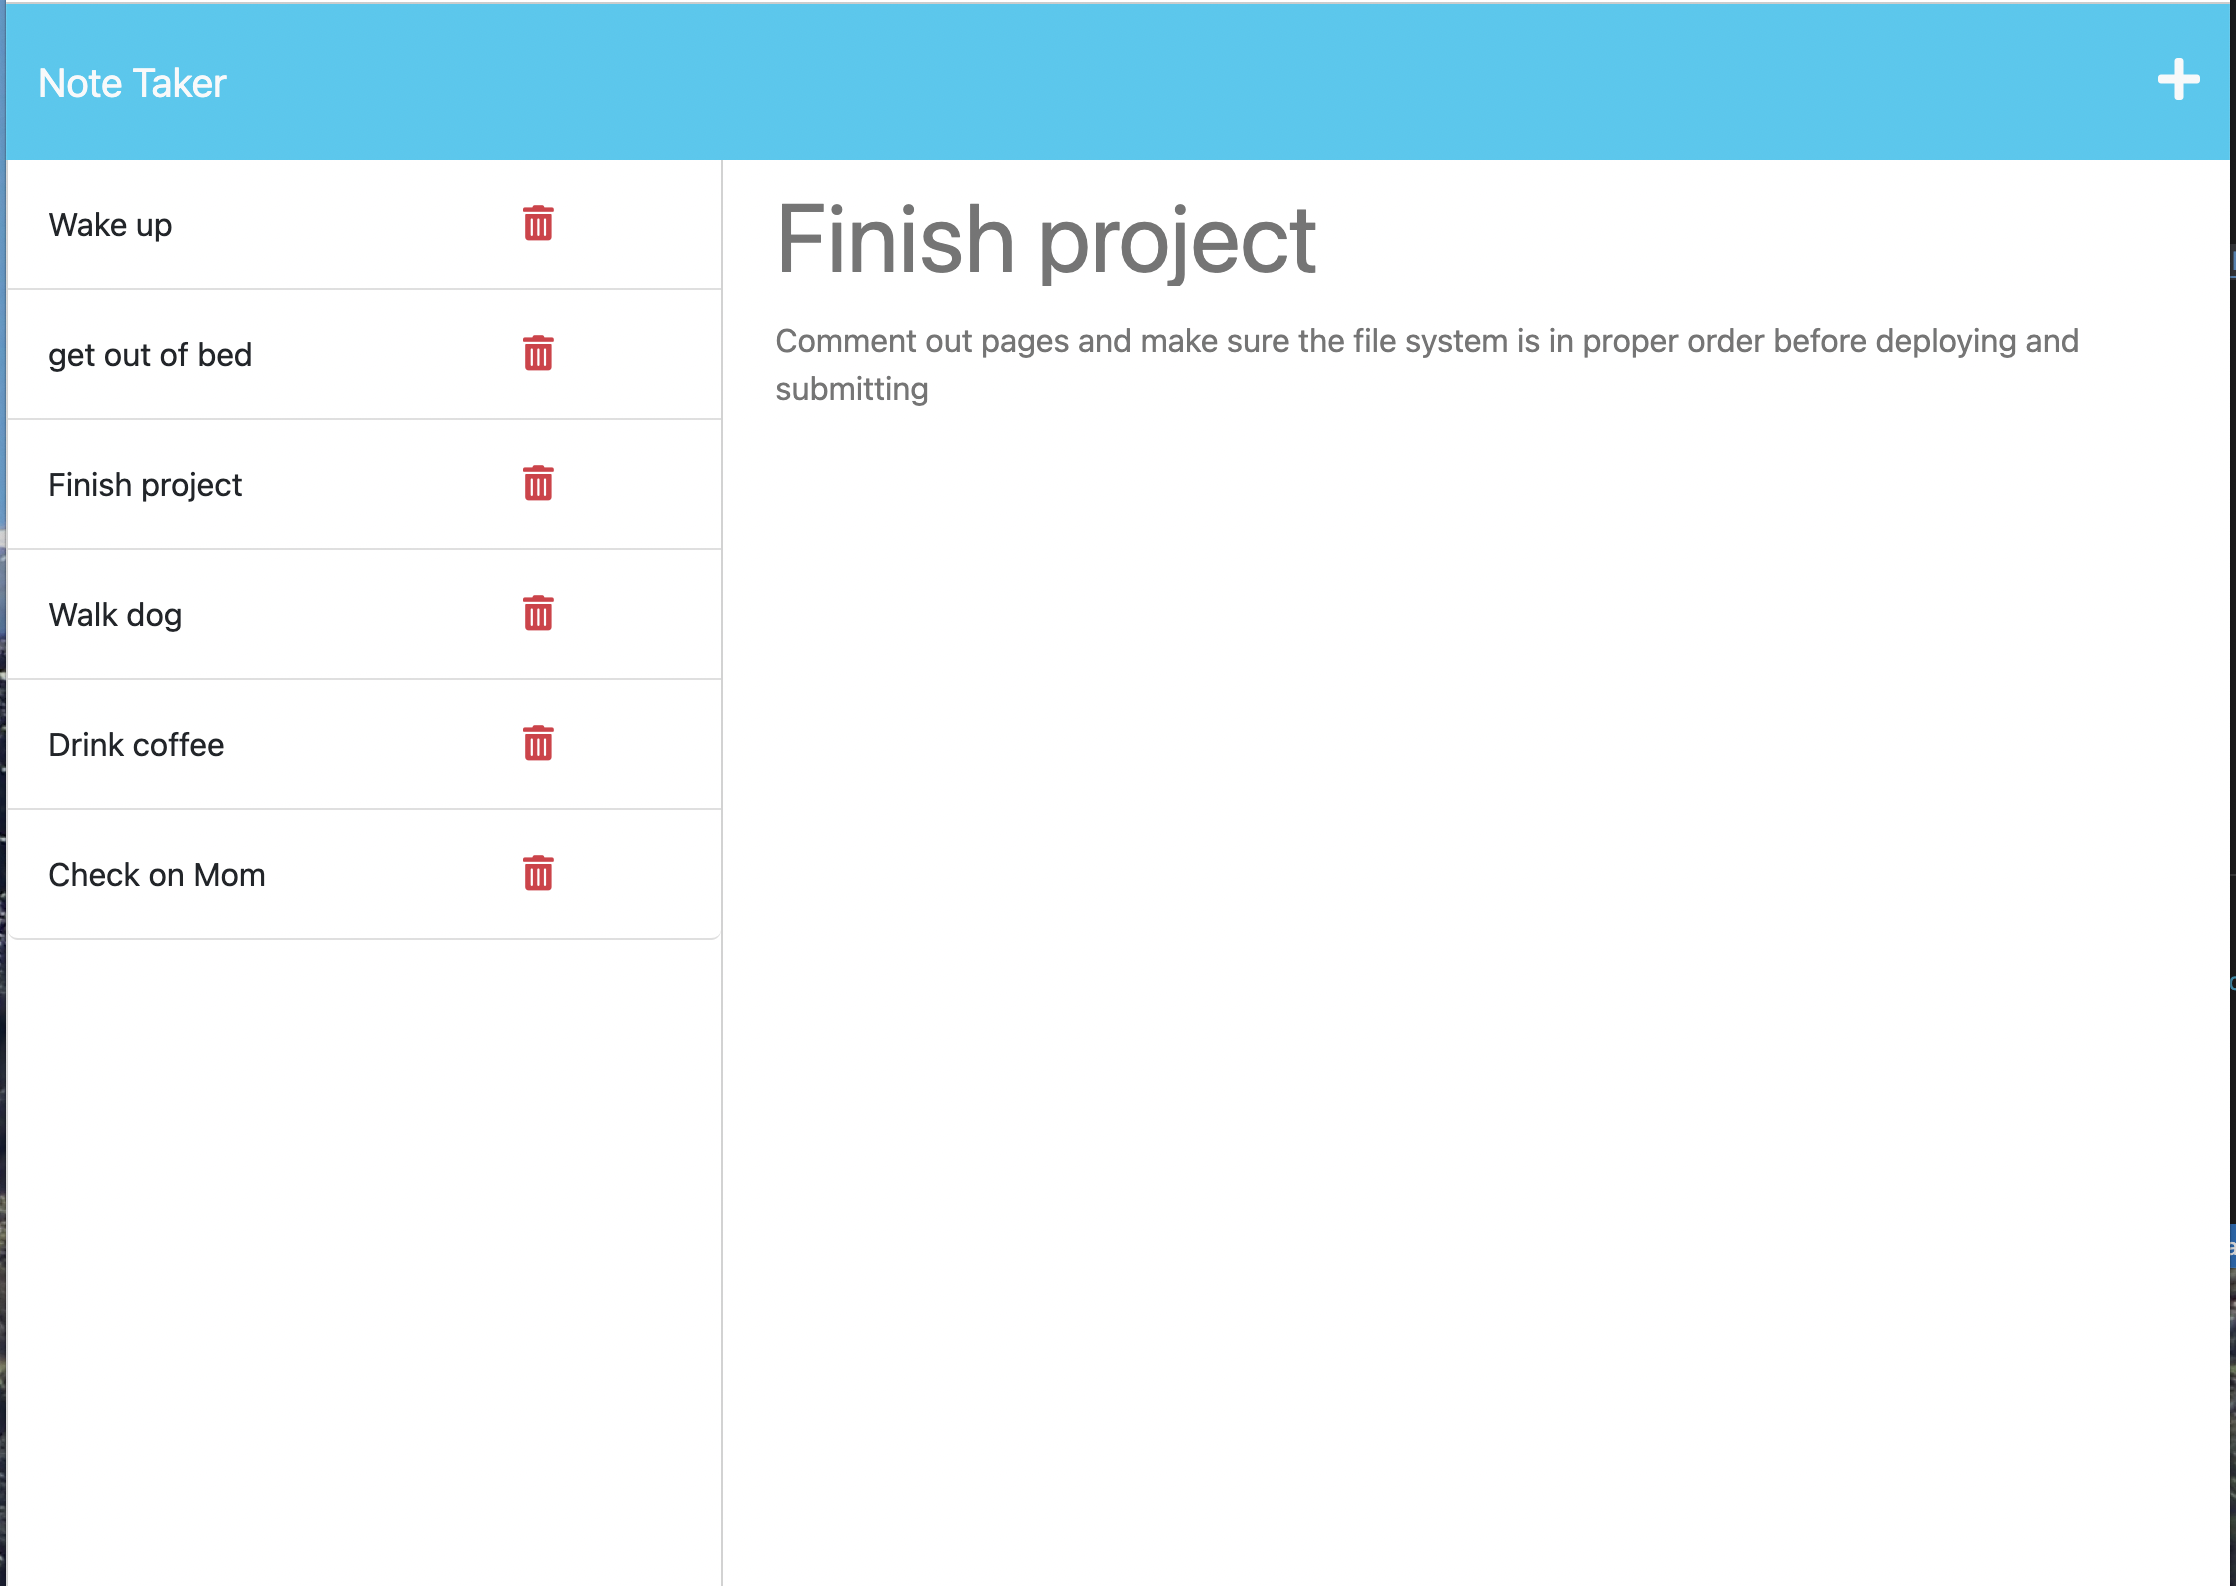 Note Taker
Wake up
get out of bed
Finish project
Walk dog
Drink coffee
Check on Mom
Finish project
Comment out pages and make sure the file system is in proper order before deploying and
submitting